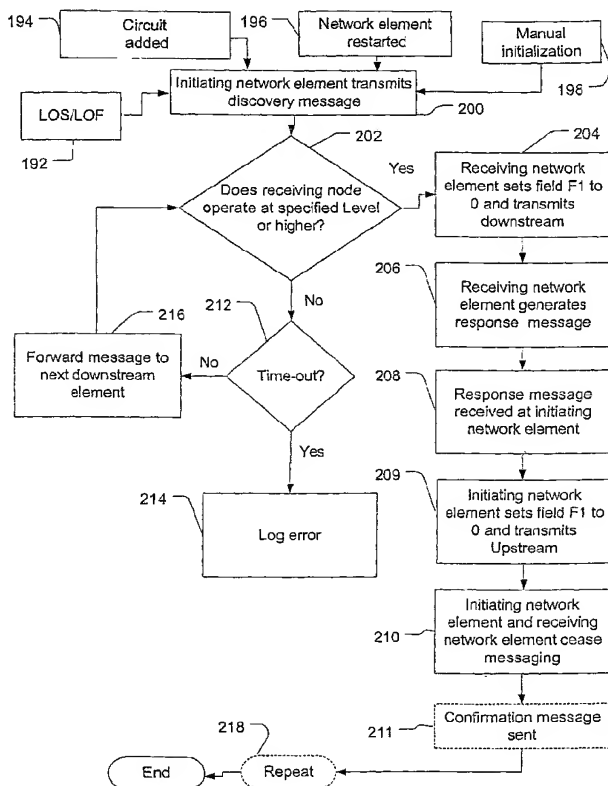 194
Circuit
added
196
Network element
restarted
Manual
initialization
198
Initiating network element transmits
discovery message
200
LOS/LOF
192
202
Does receiving node
operate at specified Level
or higher?
Yes
204
Receiving network
element sets field F1 to
0 and transmits
downstream
206
Receiving network
element generates
response message
No
212
216
Forward message to
next downstream
element
No
Time-out?
208
Response message
received at initiating
network element
Yes
209
214
Log error
Initiating network
element sets field F1 to
0 and transmits
Upstream
210
Initiating network
element and receiving
network element cease
messaging
211
Confirmation message
sent
218
Repeat
End